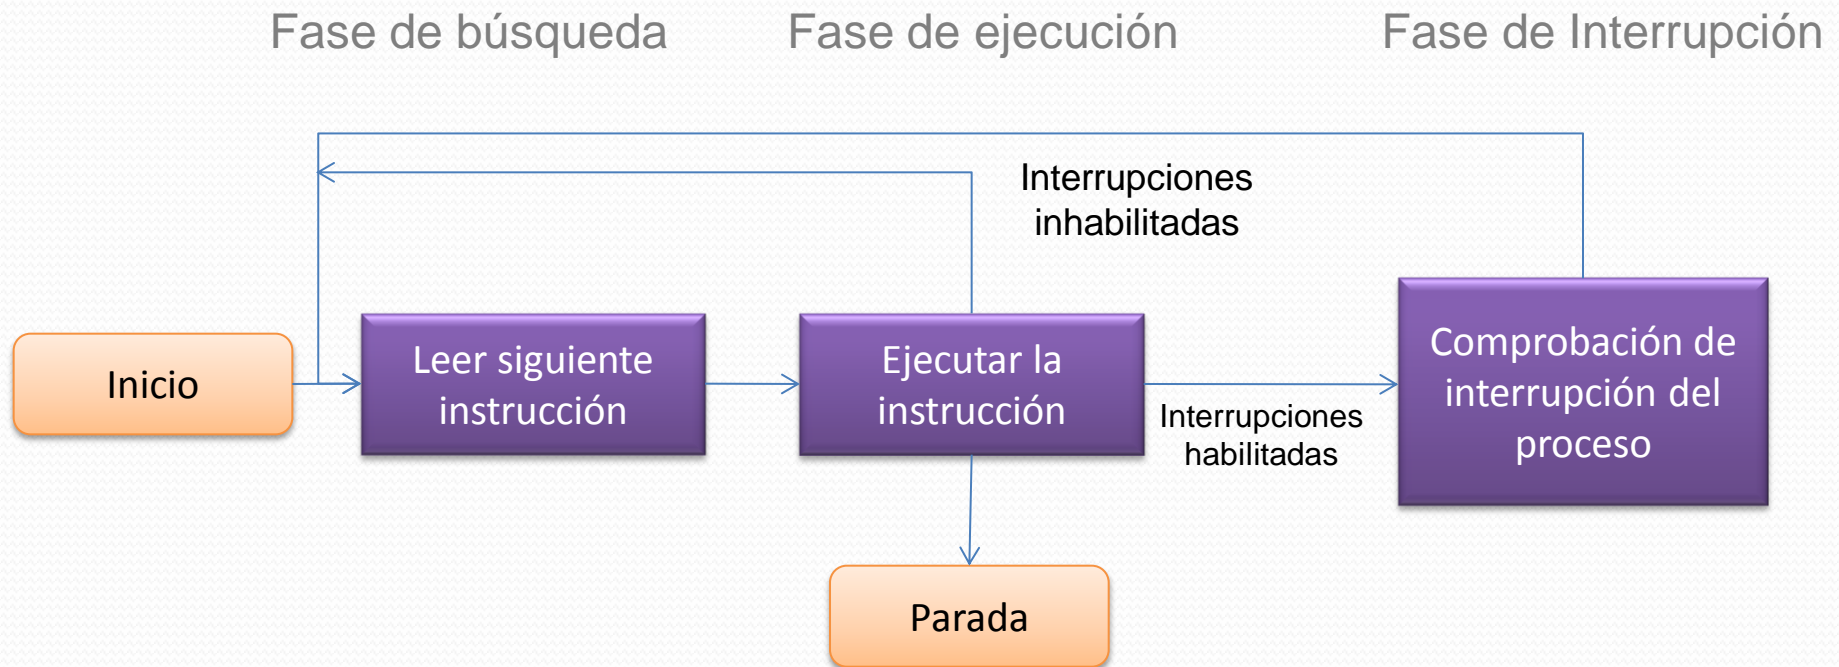 Fase de búsqueda
Fase de ejecución
Fase de Interrupción
Interrupciones
inhabilitadas
Inicio
Leer siguiente
instrucción
Ejecutar la
instrucción
Interrupciones
habilitadas
Comprobación de
interrupción del
proceso
Parada